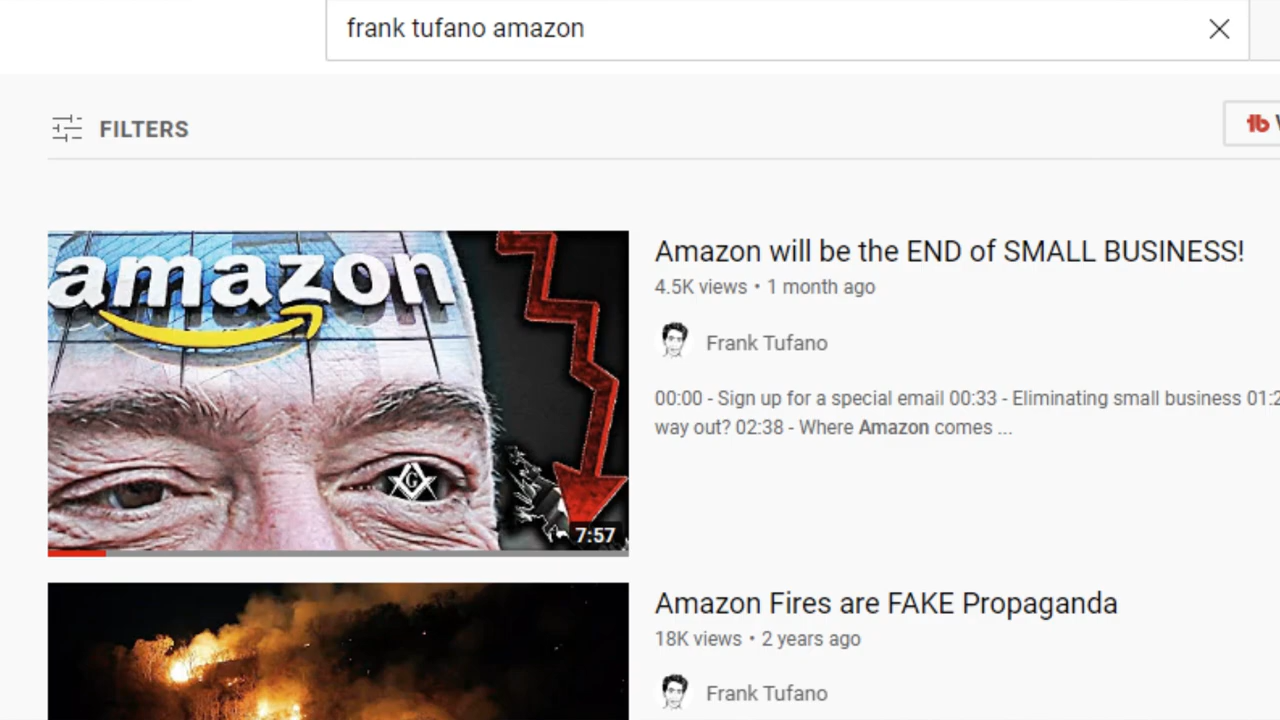 frank tufano amazon
FILTERS
amazon
G
7:57
Amazon will be the END of SMALL BUSINESS!
4.5K views • 1 month ago
Frank Tufano
00:00 - Sign up for a special email 00:33 - Eliminating small business 01:2
way out? 02:38 - Where Amazon comes ...
Amazon Fires are FAKE Propaganda
18K views • 2 years ago
Frank Tufano